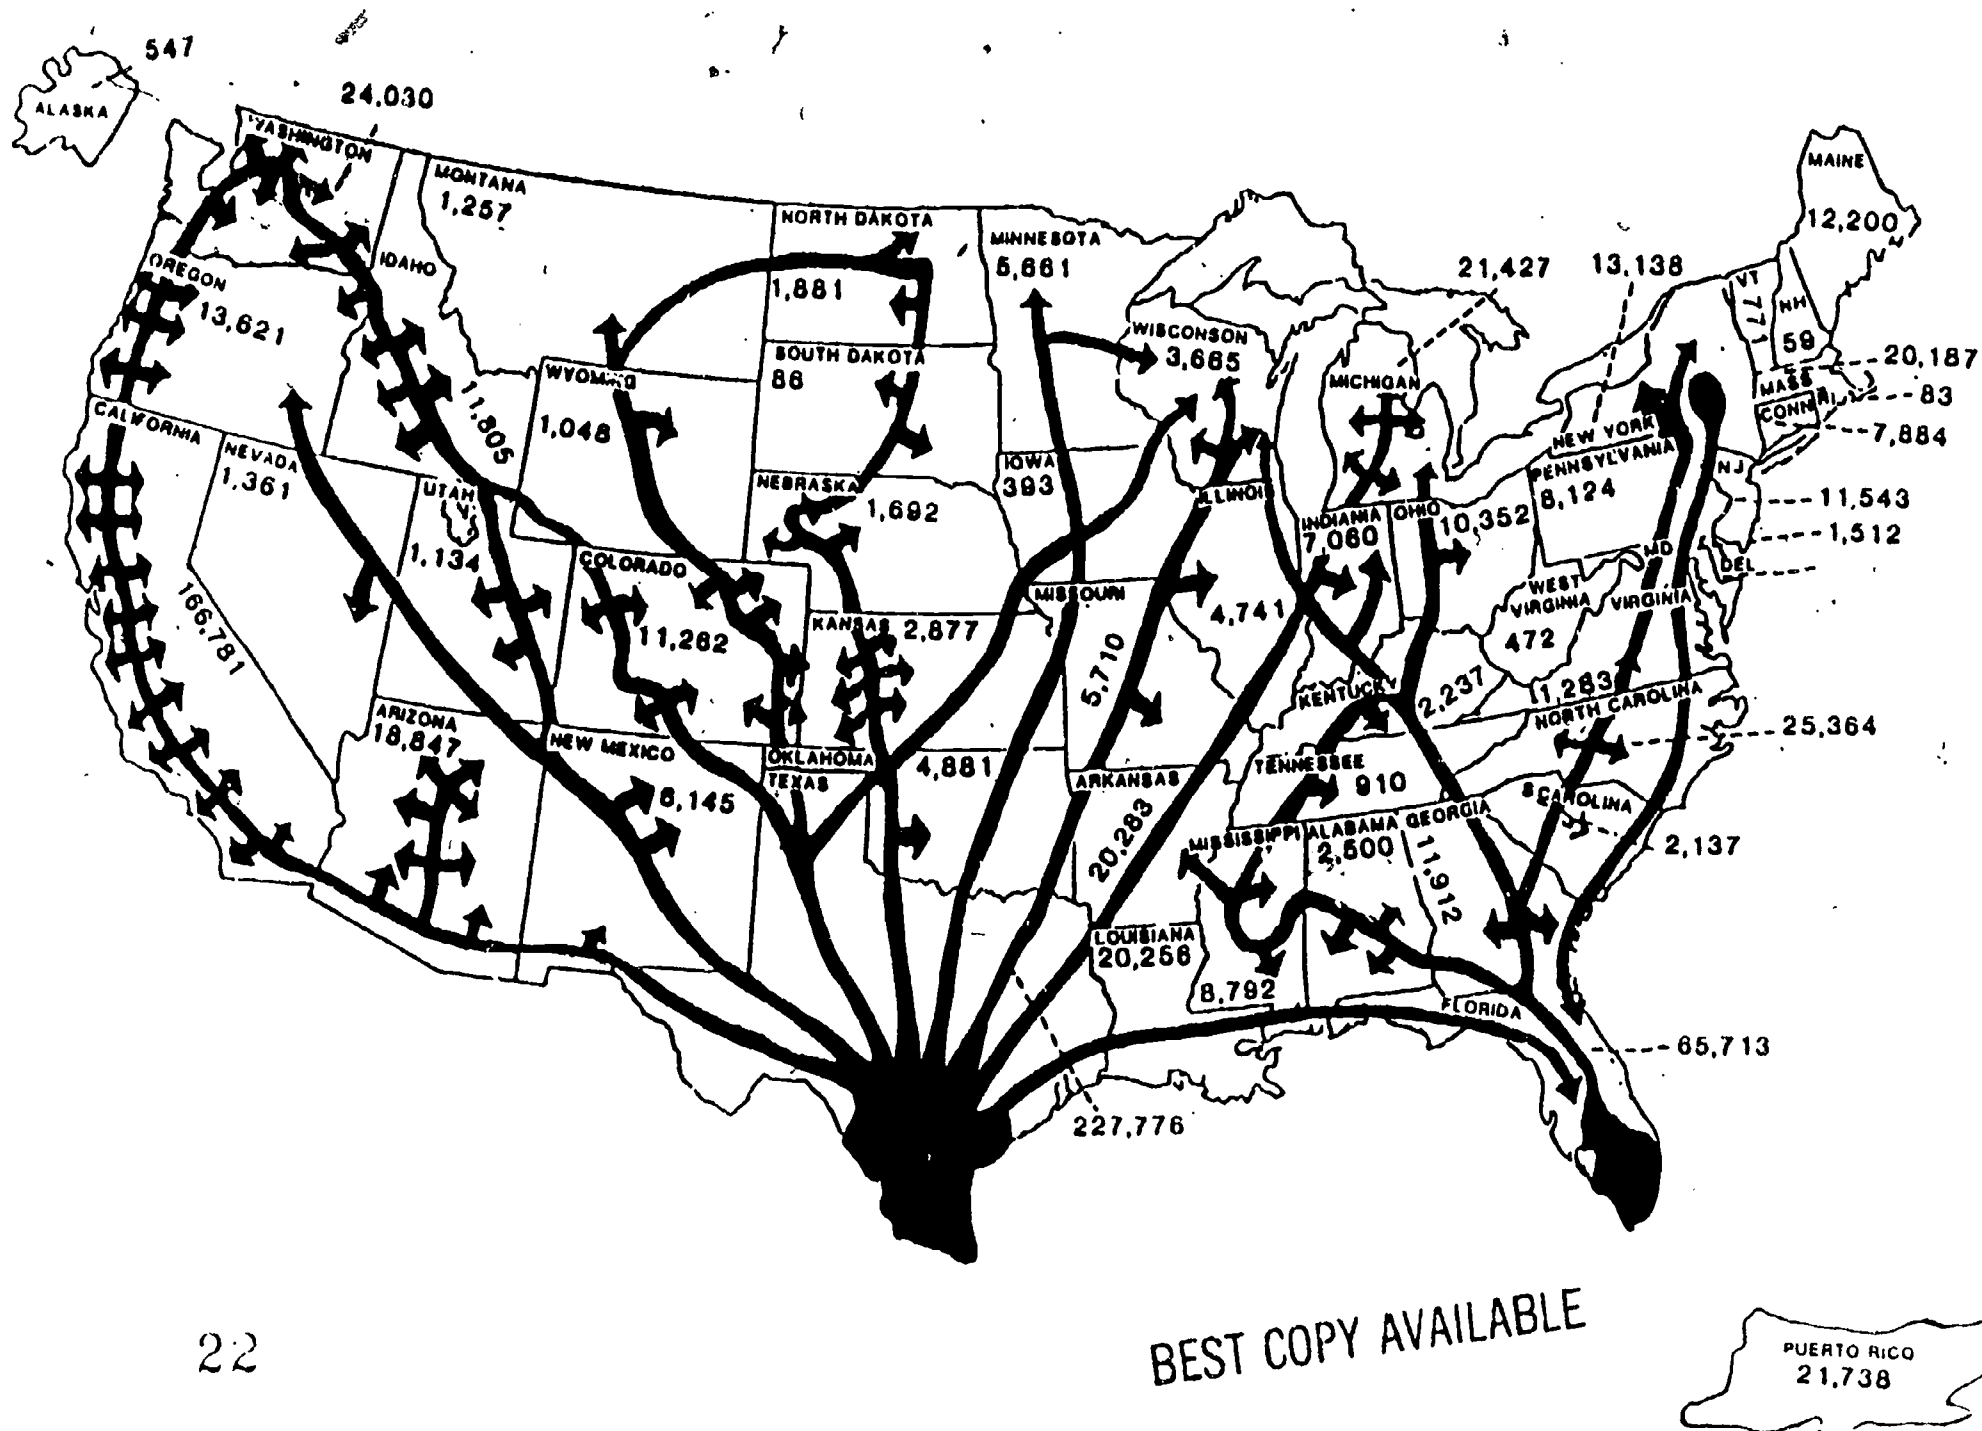 547
ALASKA
24,030
WASHINGTON
MONTANA
1,257
NORTH DAKOTA
1,881
MINNESOTA
5,661
MAINE
12,200
OREGON
13,621
IDAHO
11,805
21,427
13,138
VT
771
NH
59
WISCONSON
3,665
SOUTH DAKOTA
88
WYOMING
1,048
MICHIGAN
20,187
MASS
83
CONN
RI
7,884
CALIFORNIA
166,781
NEVADA
1,361
UTAH
1,134
NEBRASKA
1,692
IOWA
393
ILLINOIS
4,741
INDIANIA
7,060
OHIO
10,352
NEW YORK
PENNSYLVANIA
8,124
NJ
11,543
1,512
MD
DEL
COLORADO
11,262
KANSAS 2,877
MISSOURI
5,710
WEST
VIRGINIA
472
VIRGINIA
1,283
KENTUCKY
2,237
NORTH CAROLINA
25,364
ARIZONA
18,847
NEW MEXICO
6,145
OKLAHOMA
4,881
TEXAS
ARKANSAS
20,283
TENNESSEE
910
S CAROLINA
2,137
MISSISSIPPI
8,792
ALABAMA
2,500
GEORGIA
11,912
LOUISIANA
20,256
FLORIDA
65,713
227,776
22
BEST COPY AVAILABLE
PUERTO RICO
21,738